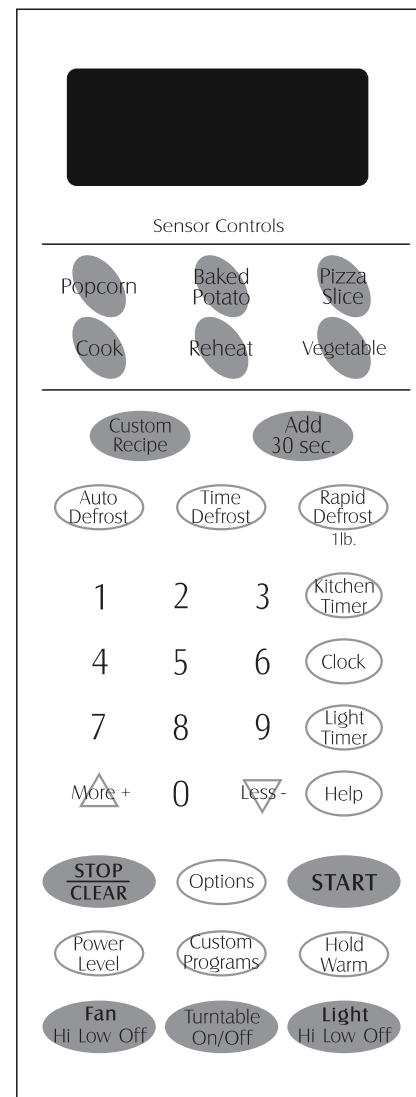 Sensor Controls
Popcorn
Baked
Potato
Pizza
Slice
Cook
Reheat
Vegetable
Custom
Recipe
Add
30 sec.
Auto
Defrost
Time
Defrost
Rapid
Defrost
1lb.
1 2 3
Kitchen
Timer
4 5 6 Clock
7 8 9
Light
Timer
More + 0 Less - Help
STOP
CLEAR
Options
START
Power
Level
Custom
Programs
Hold
Warm
Fan
Hi Low Off
Turntable
On/Off
Light
Hi Low Off